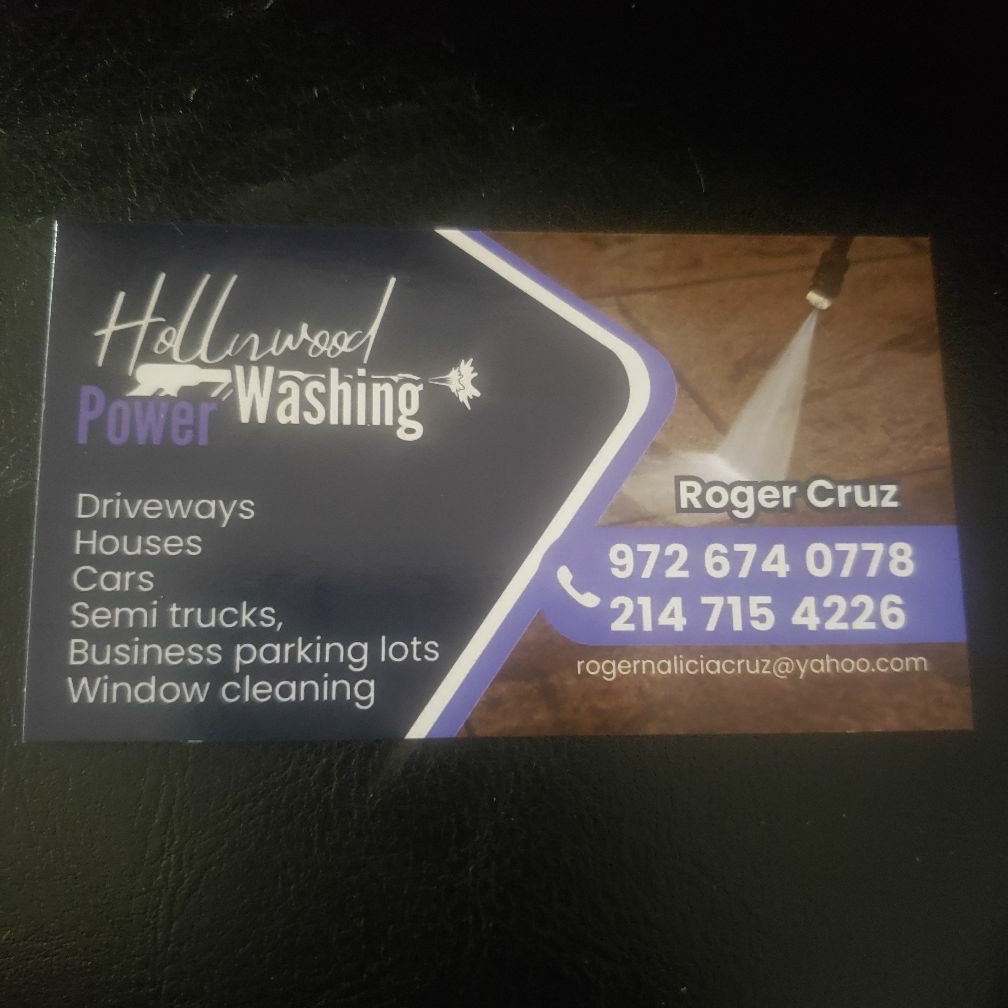 Hollywood
Power Washing
Driveways
Houses
Cars
Semi trucks,
Business parking lots
Window cleaning
Roger Cruz
972 674 0778
214 715 4226
rogernaliciacruz@yahoo.com